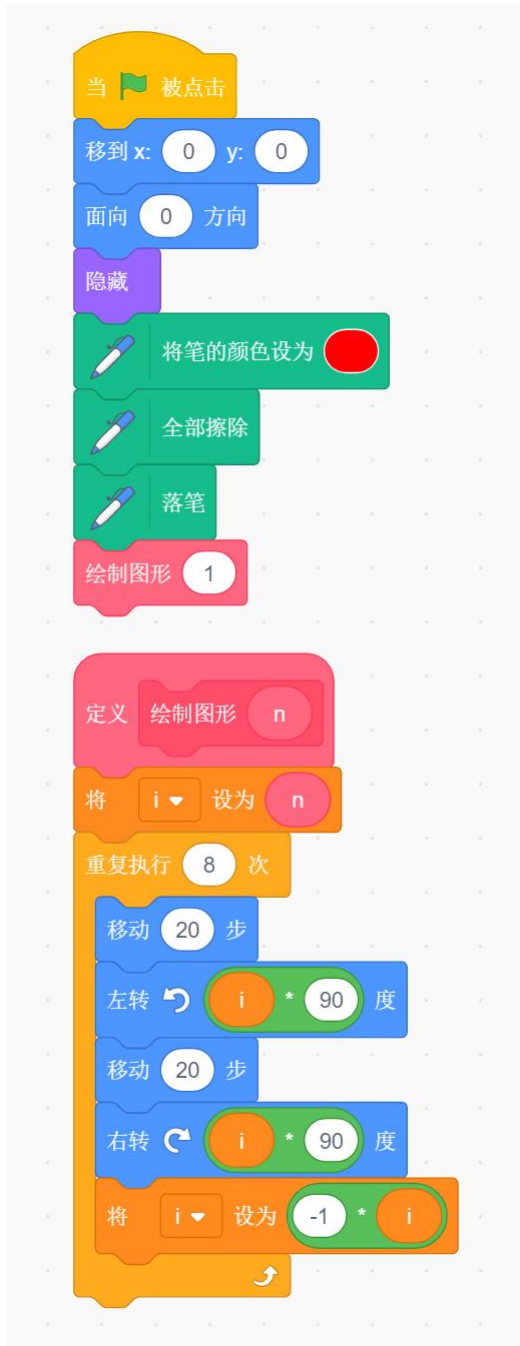 当 被点击
移到 x: 0 y: 0
面向 0 方向
隐藏
将笔的颜色设为
全部擦除
落笔
绘制图形 1
定义 绘制图形 n
将 i 设为 n
重复执行 8 次
移动 20 步
左转 i * 90 度
移动 20 步
右转 i * 90 度
将 i 设为 -1 * i